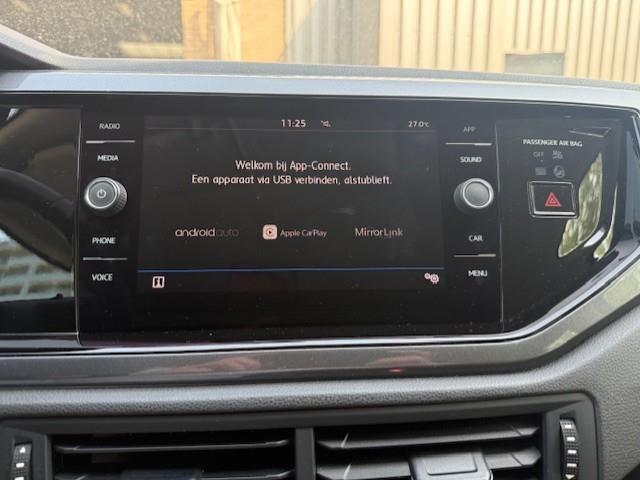 11:25
27.0°C
RADIO
MEDIA
PHONE
VOICE
Welkom bij App-Connect.
Een apparaat via USB verbinden, alstublieft.
androidauto
Apple CarPlay
MirrorLink
APP
SOUND
CAR
MENU
PASSENGER AIR BAG
OFF